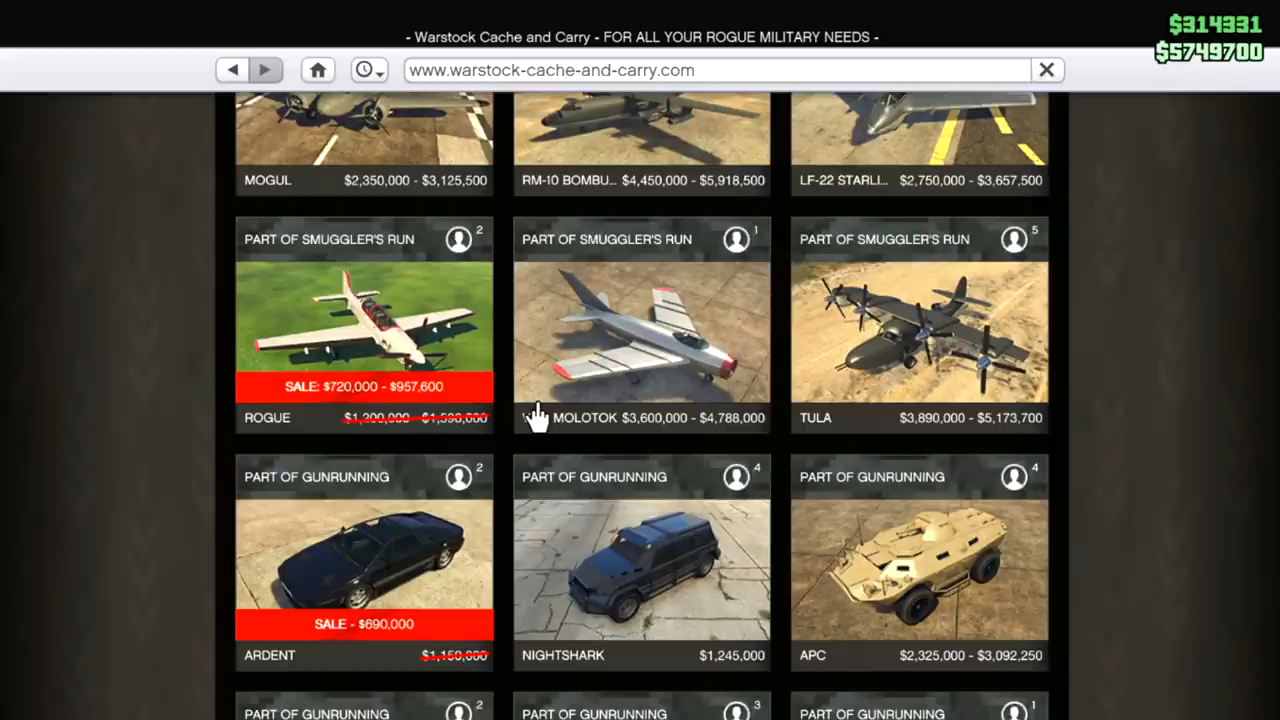 - Warstock Cache and Carry - FOR ALL YOUR ROGUE MILITARY NEEDS -
$314331
$5749700
www.warstock-cache-and-carry.com
MOGUL $2,350,000 - $3,125,500
RM-10 BOMBU... $4,450,000 - $5,918,500
LF-22 STARLI... $2,750,000 - $3,657,500
PART OF SMUGGLER'S RUN 2
PART OF SMUGGLER'S RUN 1
PART OF SMUGGLER'S RUN 5
SALE: $720,000 - $957,600
ROGUE $1,200,000 - $1,596,000
MOLOTOK $3,600,000 - $4,788,000
TULA $3,890,000 - $5,173,700
PART OF GUNRUNNING 2
PART OF GUNRUNNING 4
PART OF GUNRUNNING 4
SALE - $690,000
ARDENT $1,150,000
NIGHTSHARK $1,245,000
APC $2,325,000 - $3,092,250
PART OF GUNRUNNING 2
PART OF GUNRUNNING 3
PART OF GUNRUNNING 1